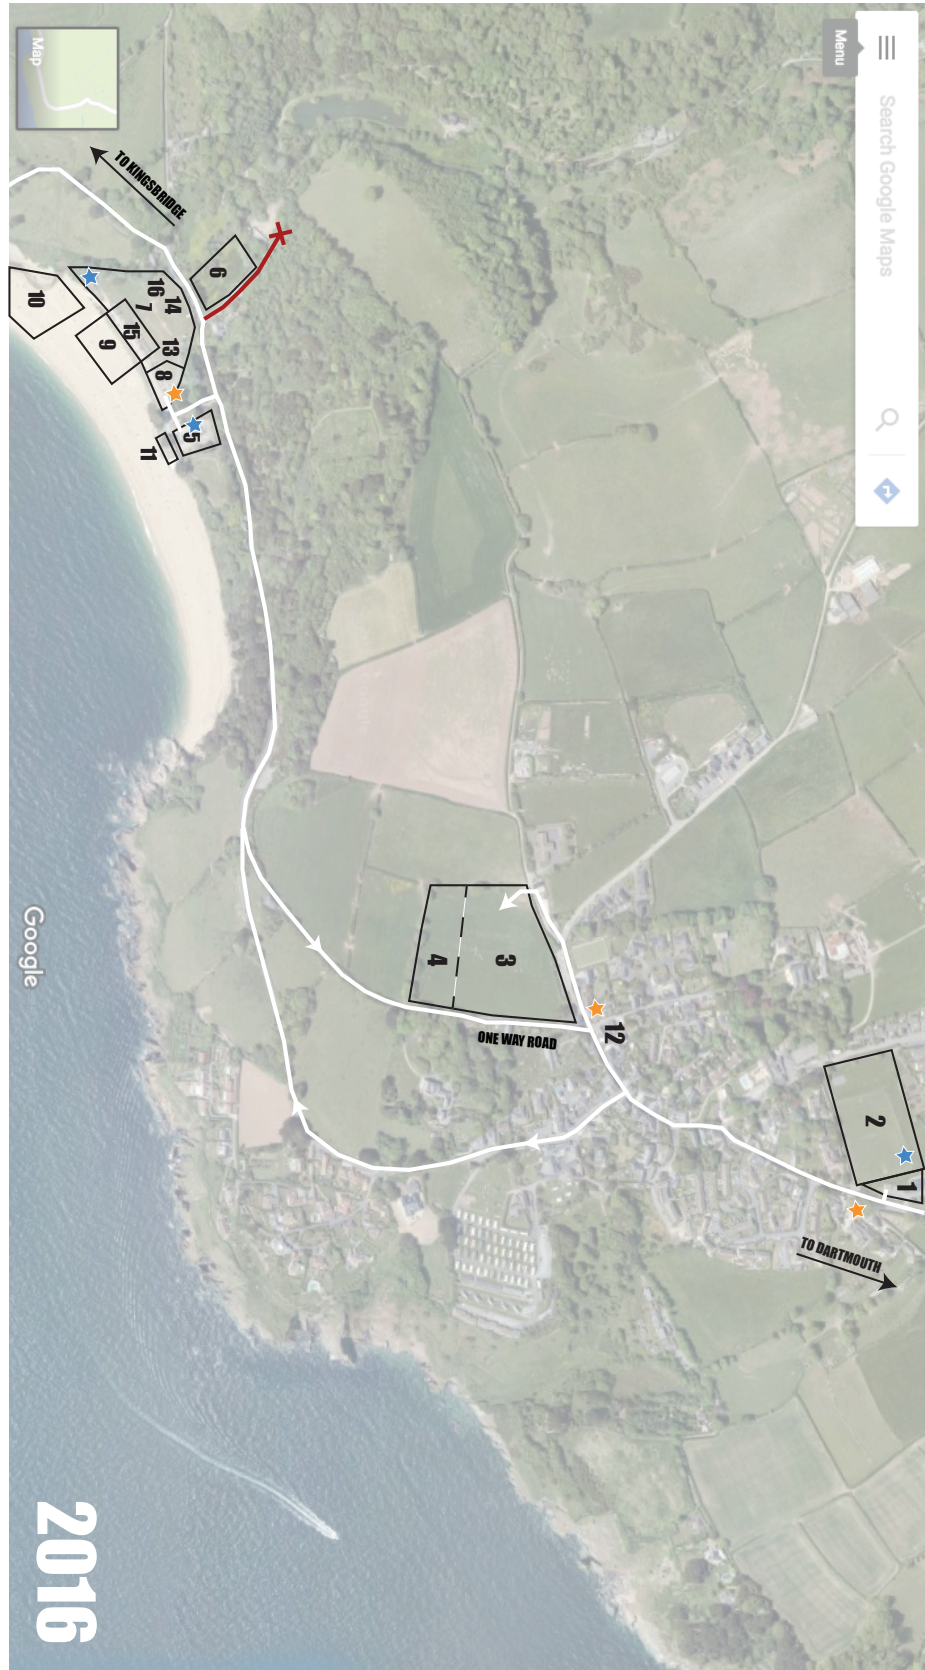 Menu
Search Google Maps
Map
TO KINGSBRIDGE
6
10
16
14
7
15
13
9
8
5
11
3
4
ONE WAY ROAD
12
2
1
TO DARTMOUTH
Google
2016